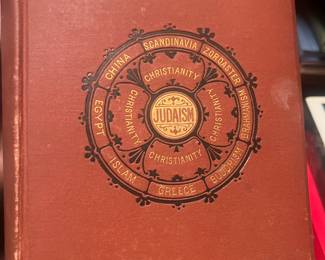 SCANDINAVIA
ZOROASTER
BRAHMANISM
BUDDHISM
GREECE
ISLAM
EGYPT
CHINA
CHRISTIANITY
CHRISTIANITY
CHRISTIANITY
CHRISTIANITY
JUDAISM